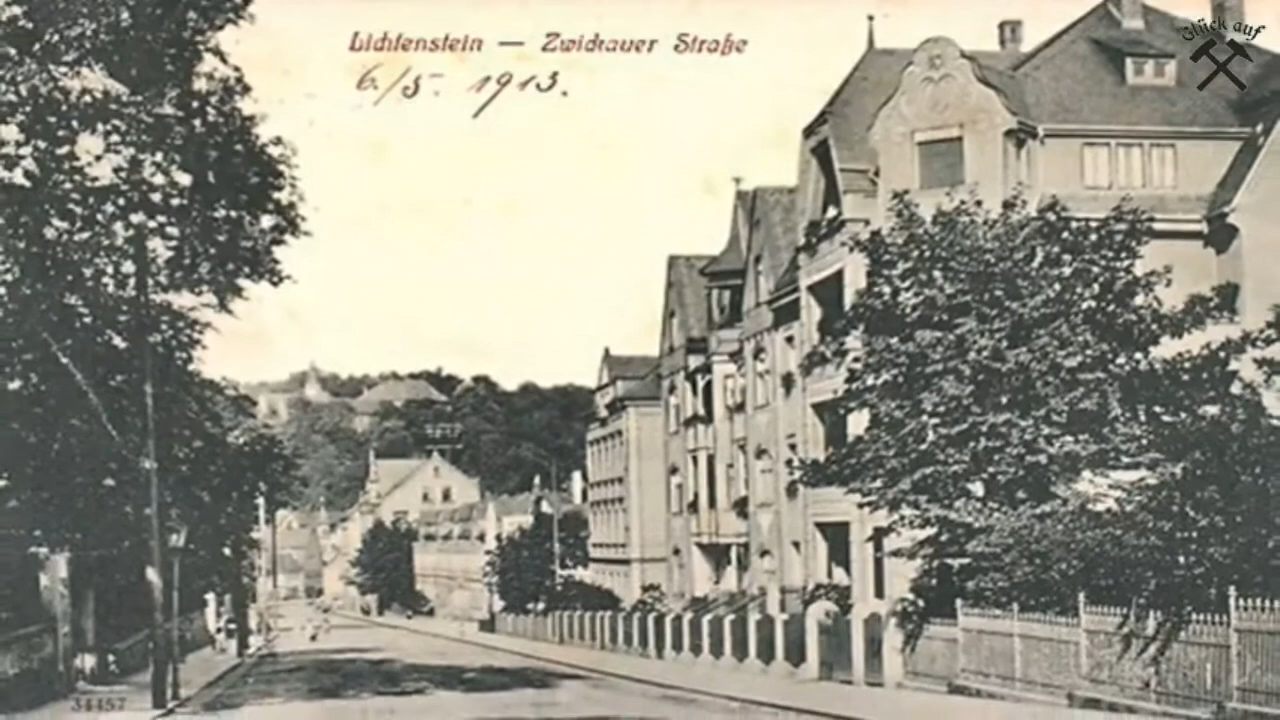 Glück auf
Lichtenstein — Zwickauer Straße
6./5. 1913.
34457